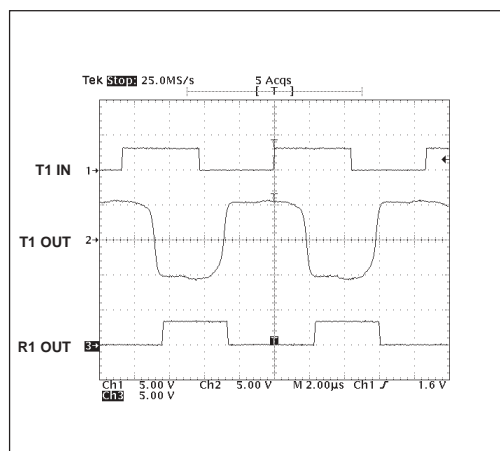 Tek Stop: 25.0MS/s 5 Acqs
[ T ]
T
T1 IN 1
T
T1 OUT 2
T
R1 OUT 3
Ch1 5.00 V Ch2 5.00 V M 2.00µs Ch1 1.6 V
Ch3 5.00 V